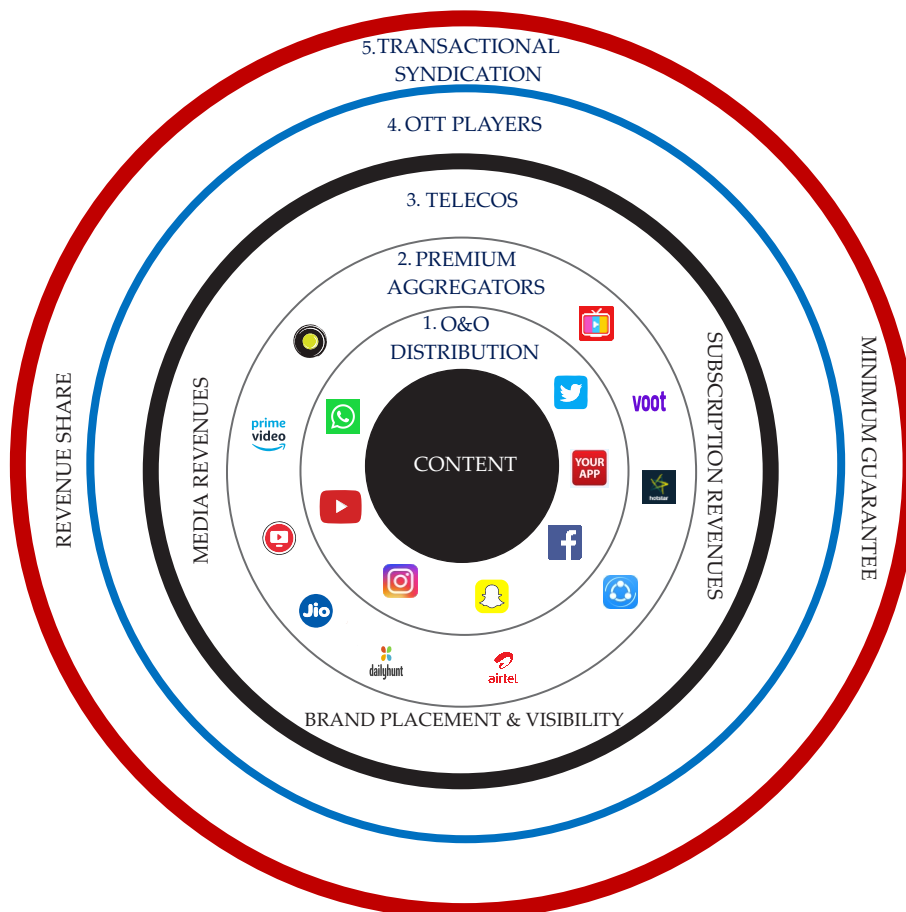 5.TRANSACTIONAL
SYNDICATION
4. OTT PLAYERS
3. TELECOS
2. PREMIUM
AGGREGATORS
1. O&O
DISTRIBUTION
CONTENT
YOUR
APP
voot
hotstar
prime
video
Jio
dailyhunt
airtel
MEDIA REVENUES
SUBSCRIPTION REVENUES
REVENUE SHARE
MINIMUM GUARANTEE
BRAND PLACEMENT & VISIBILITY